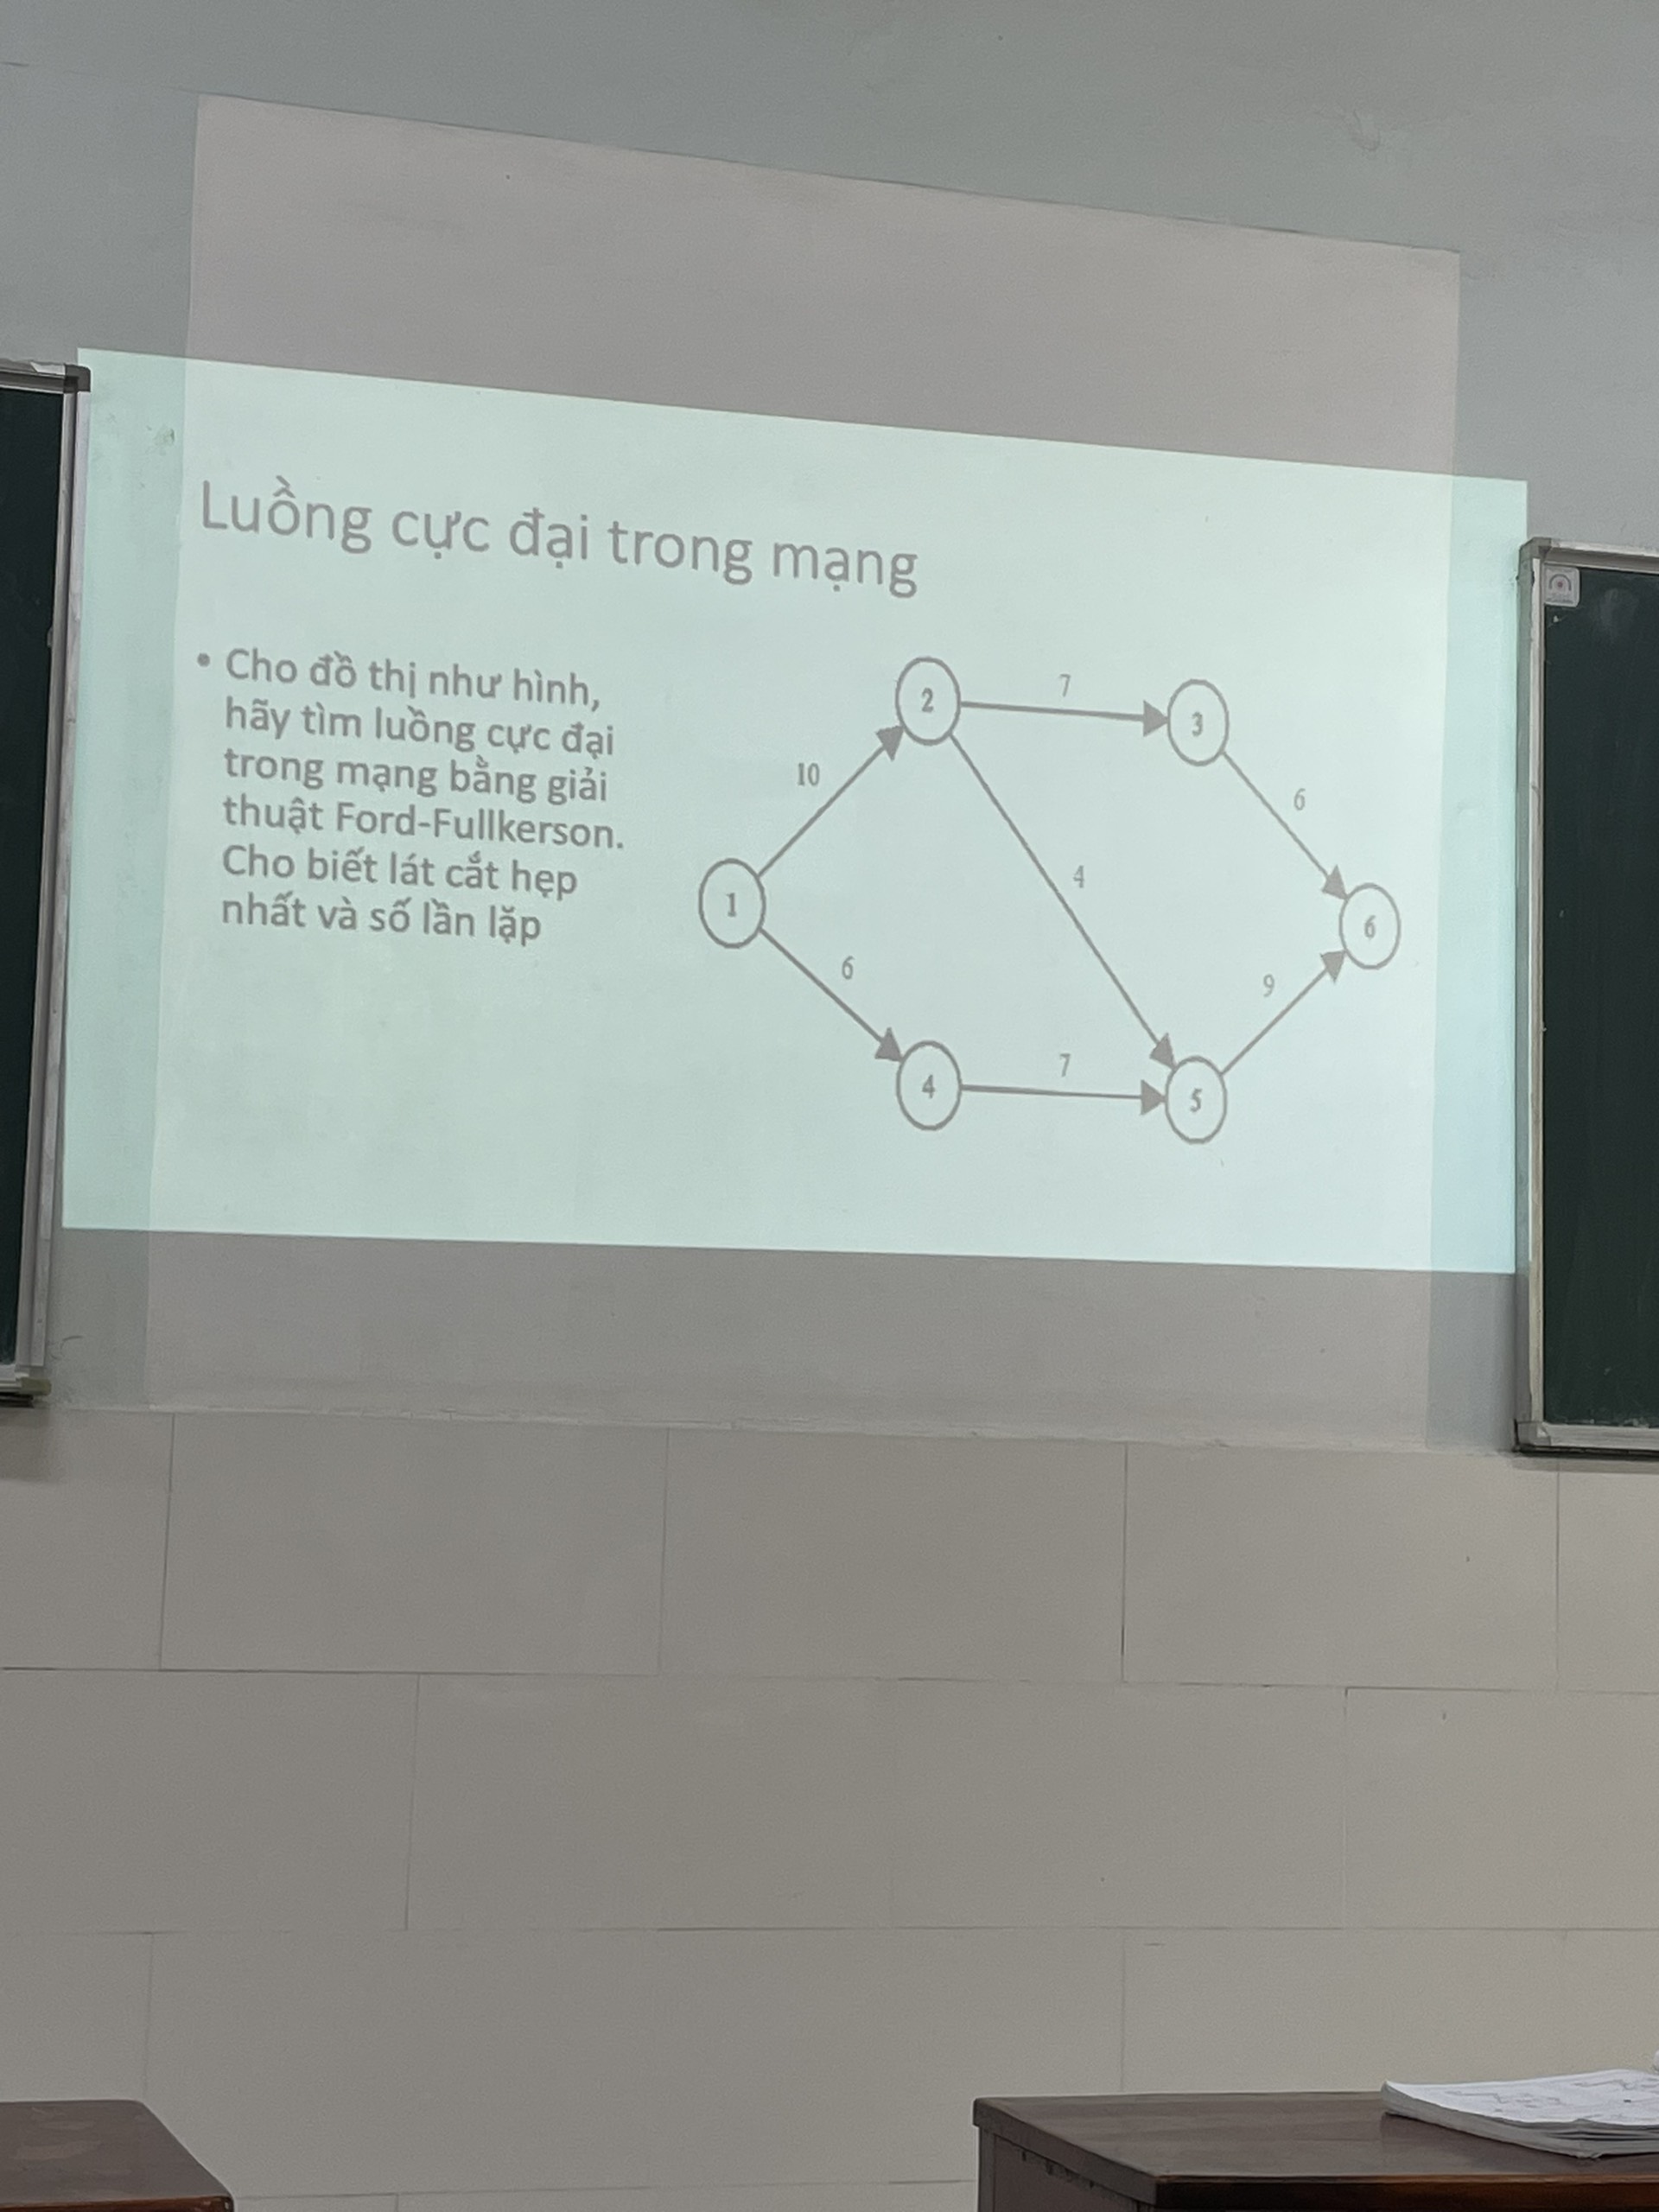 Luồng cực đại trong mạng
• Cho đồ thị như hình,
hãy tìm luồng cực đại
trong mạng bằng giải
thuật Ford-Fullkerson.
Cho biết lát cắt hẹp
nhất và số lần lặp
2
7
3
10
6
4
1
6
6
9
7
4
5